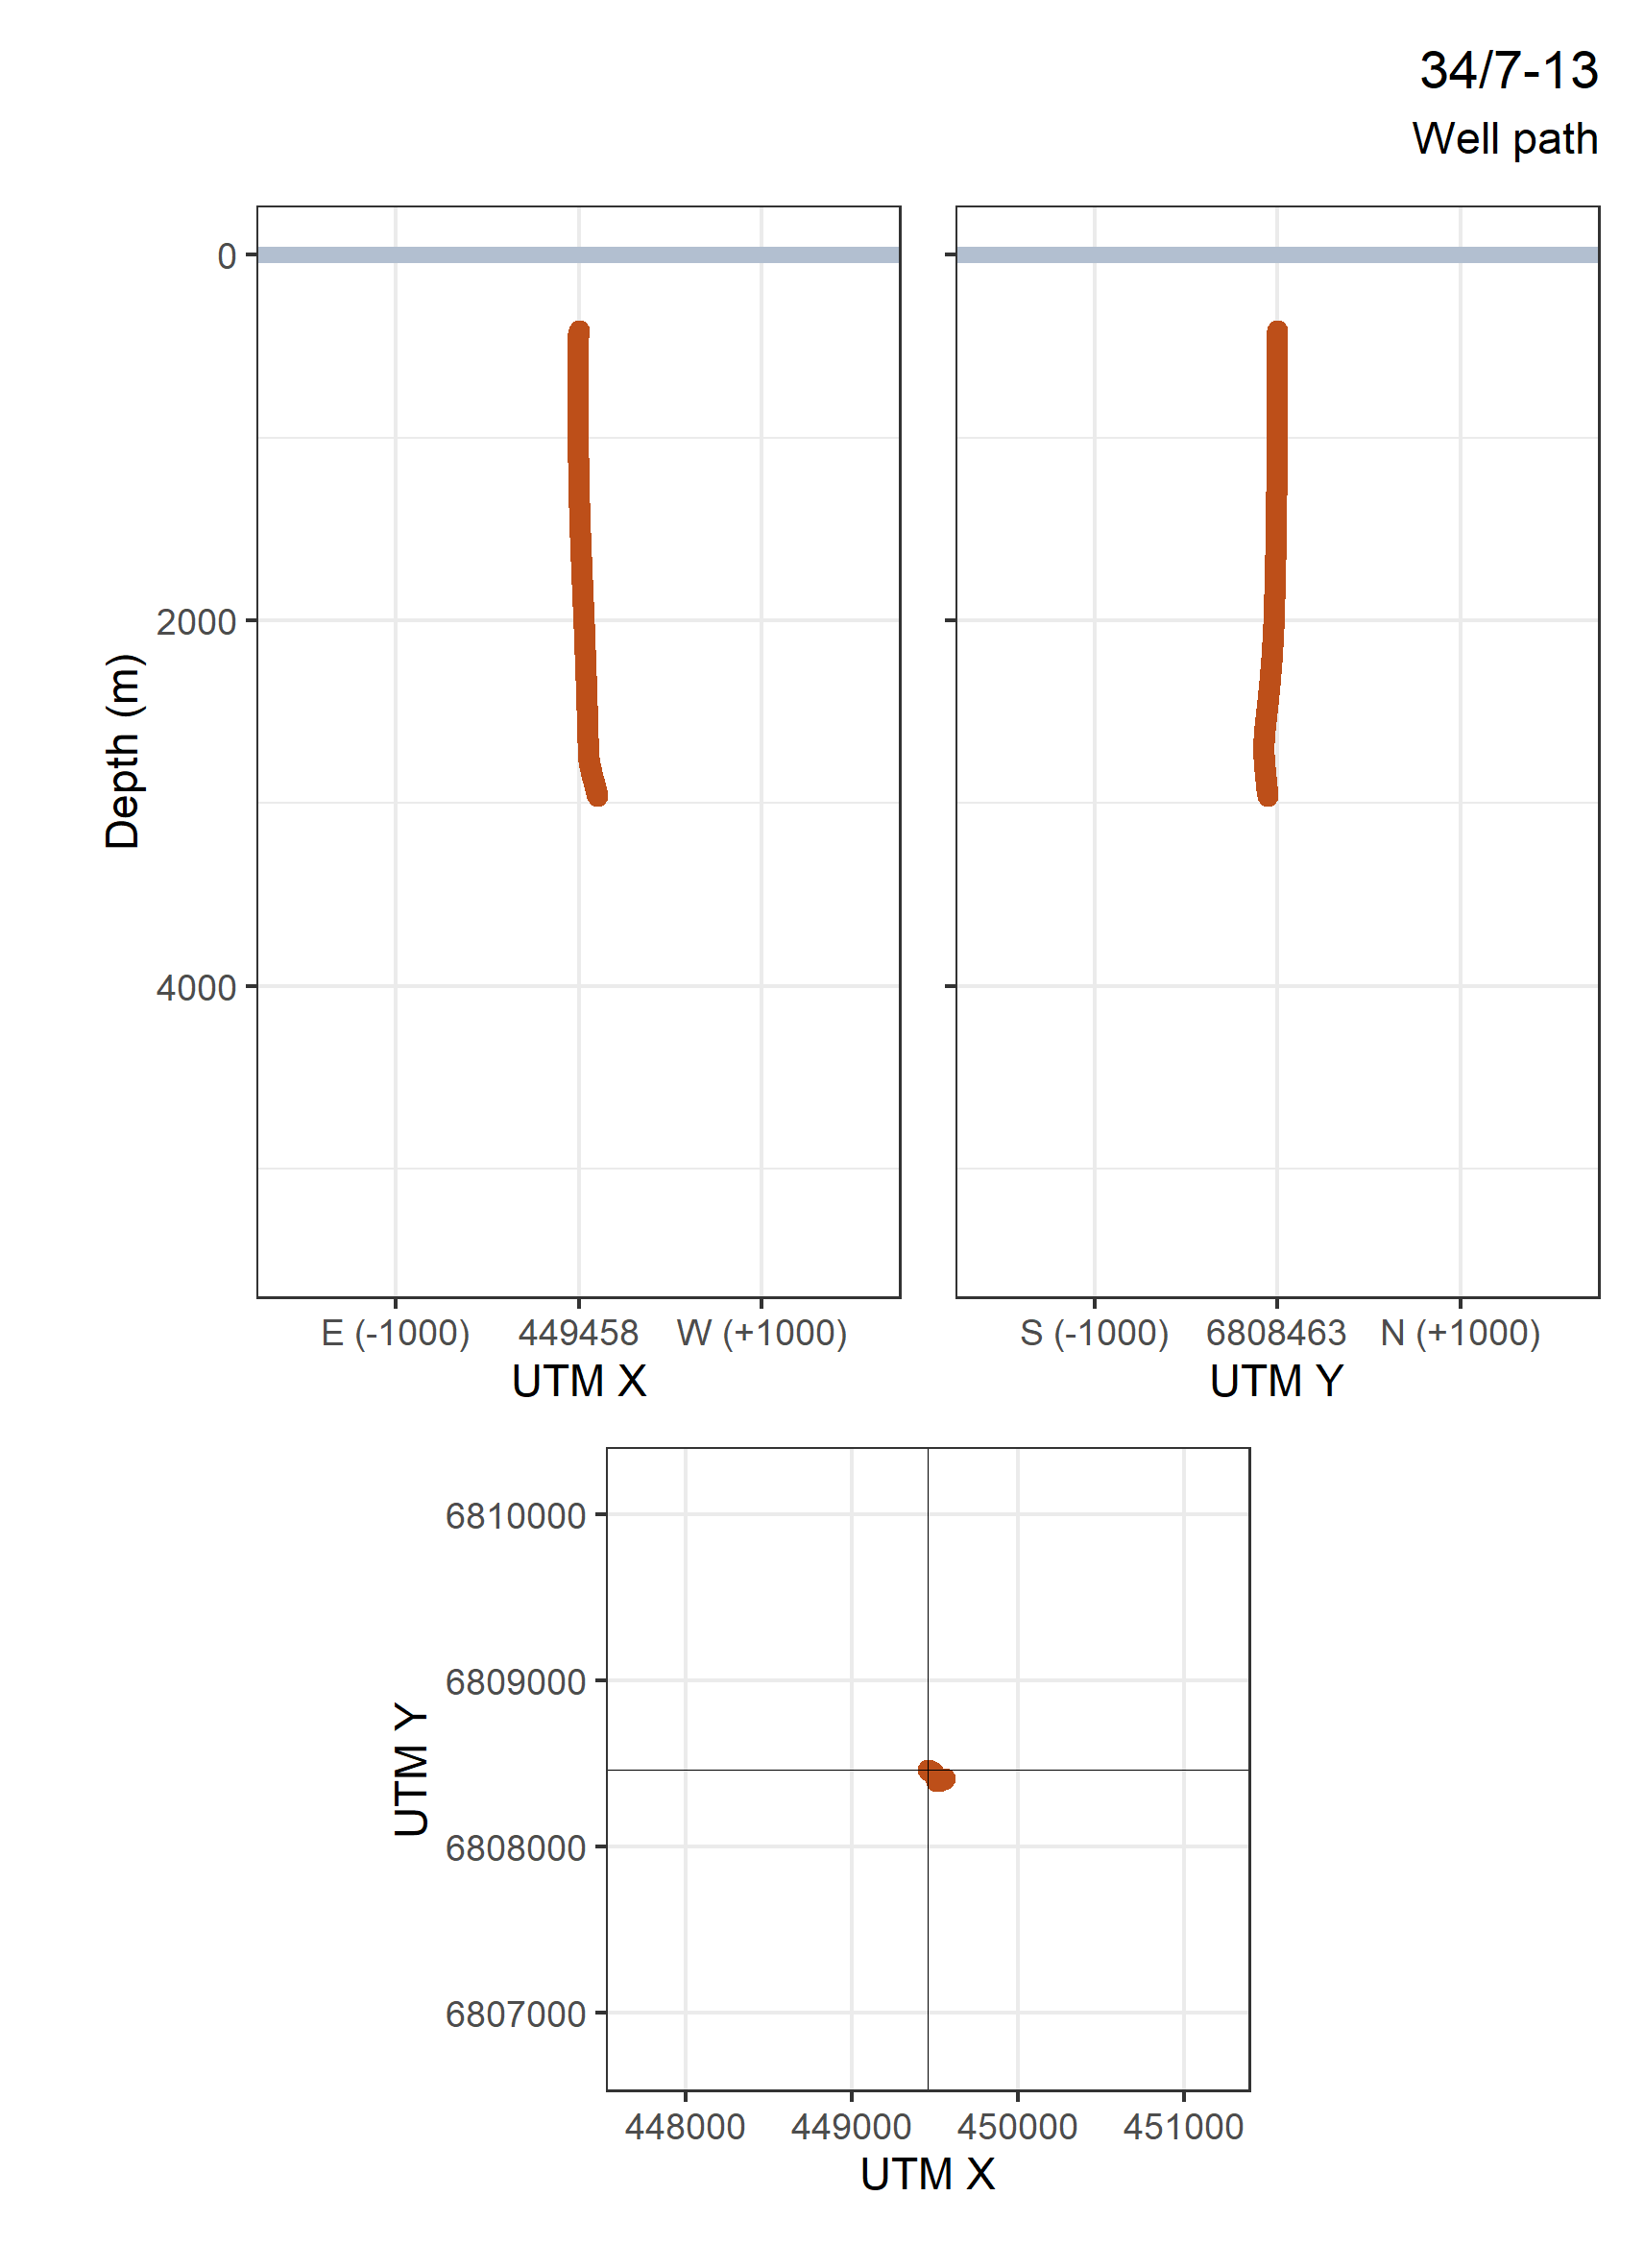 34/7-13
Well path
Depth (m)
0
2000
4000
E (-1000) 449458 W (+1000)
UTM X
S (-1000) 6808463 N (+1000)
UTM Y
UTM Y
6810000
6809000
6808000
6807000
448000 449000 450000 451000
UTM X